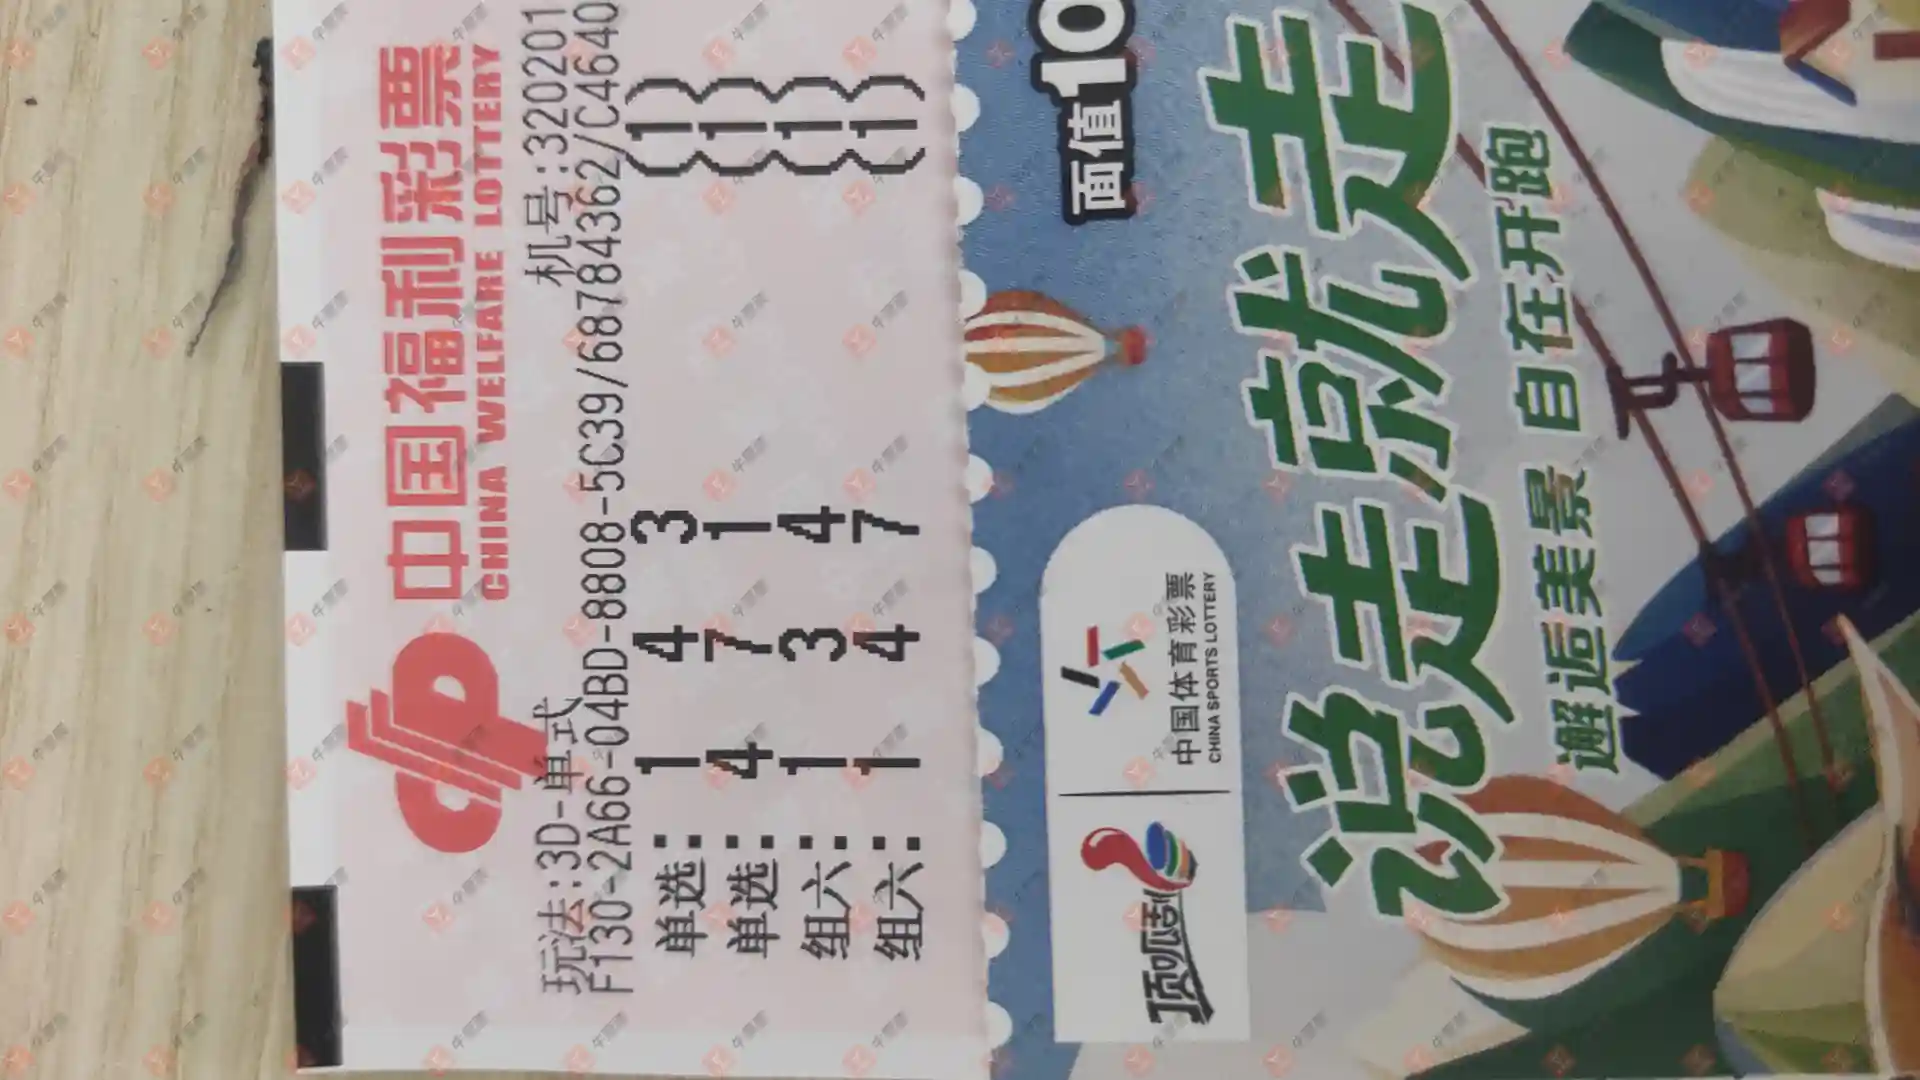 中国福利彩票
CHINA WELFARE LOTTERY
玩法:3D-单式 机号:320201
F130-2A66-04BD-8808-5C39/68784362/C4640
单选: 1 4 3 (1)
单选: 4 7 1 (1)
组六: 1 3 4 (1)
组六: 1 4 7 (1)
面值10
顶呱刮
中国体育彩票
CHINA SPORTS LOTTERY
说走就走
邂逅美景 自在开跑